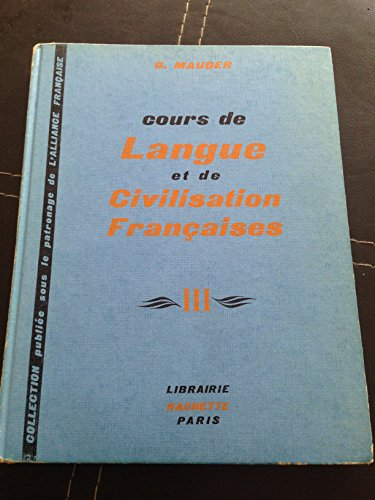 G. MAUGER
cours de
Langue
et de
Civilisation
Françaises
III
LIBRAIRIE
HACHETTE
PARIS
COLLECTION publiée sous le patronage de L'ALLIANCE FRANÇAISE